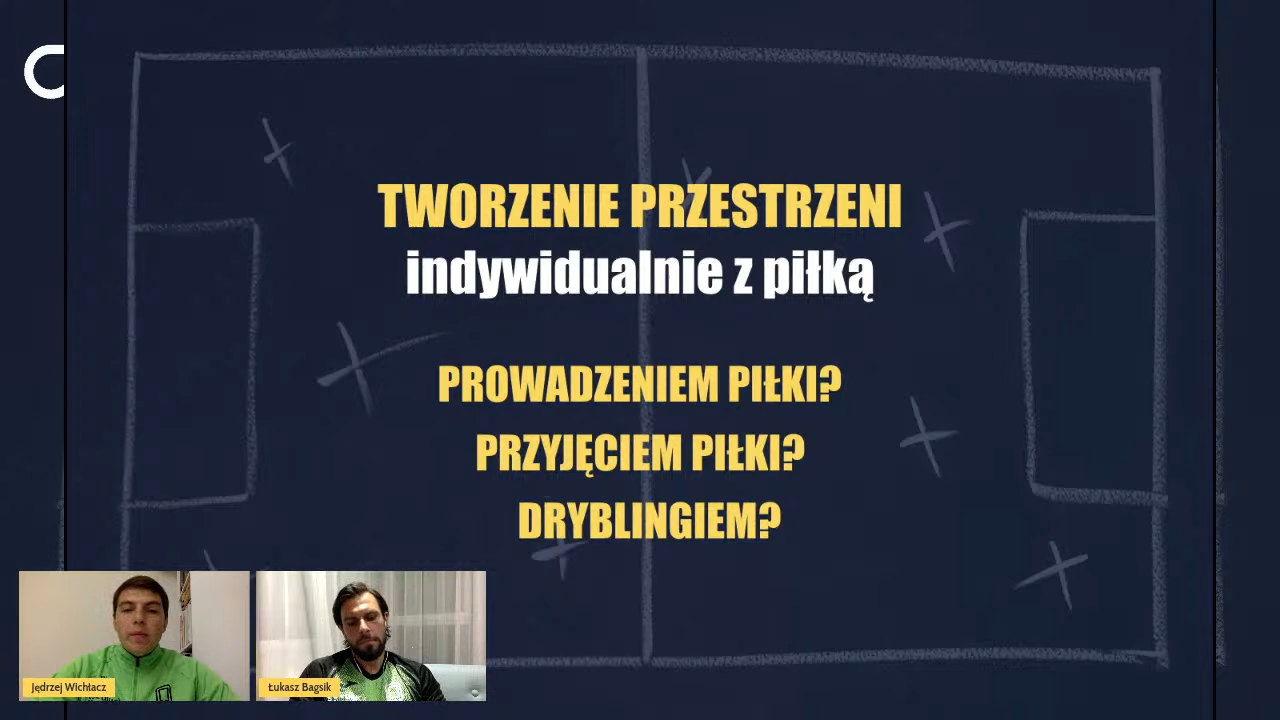 TWORZENIE PRZESTRZENI
indywidualnie z piłką
PROWADZENIEM PIŁKI?
PRZYJĘCIEM PIŁKI?
DRYBLINGIEM?
Jędrzej Wichłacz
Łukasz Bagsik